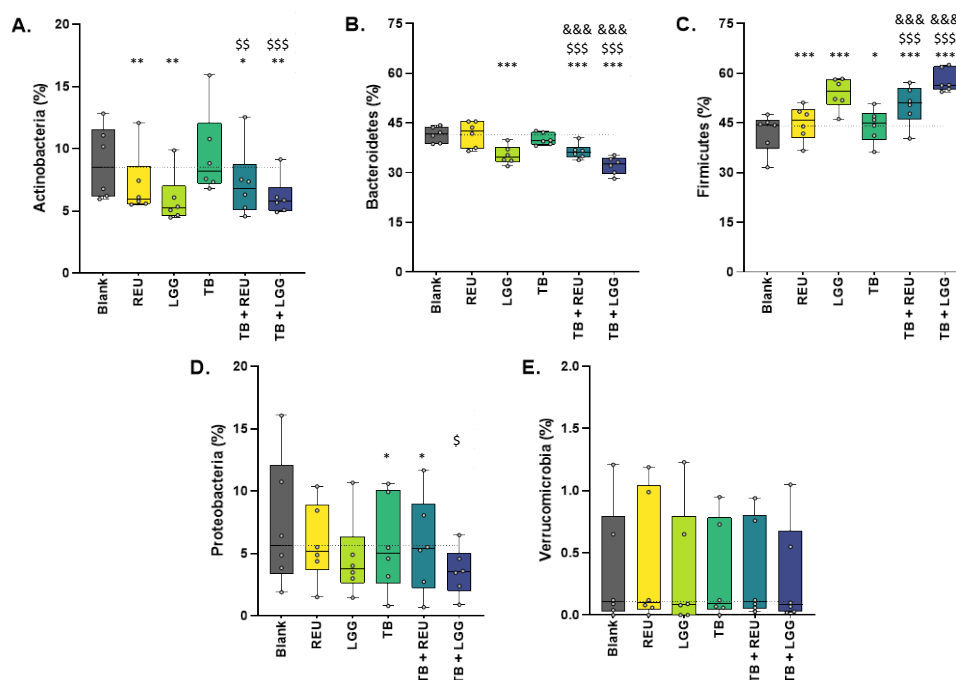 A.
Actinobacteria (%)
20
15
10
5
0
** ** $$ * $$$ **
Blank REU LGG TB TB + REU TB + LGG
B.
Bacteroidetes (%)
75
60
45
30
15
0
*** &&& $$$ *** &&& $$$ ***
Blank REU LGG TB TB + REU TB + LGG
C.
Firmicutes (%)
75
60
45
30
15
0
*** *** * &&& $$$ *** &&& $$$ ***
Blank REU LGG TB TB + REU TB + LGG
D.
Proteobacteria (%)
20
15
10
5
0
* * $
Blank REU LGG TB TB + REU TB + LGG
E.
Verrucomicrobia (%)
2.0
1.5
1.0
0.5
0.0
Blank REU LGG TB TB + REU TB + LGG